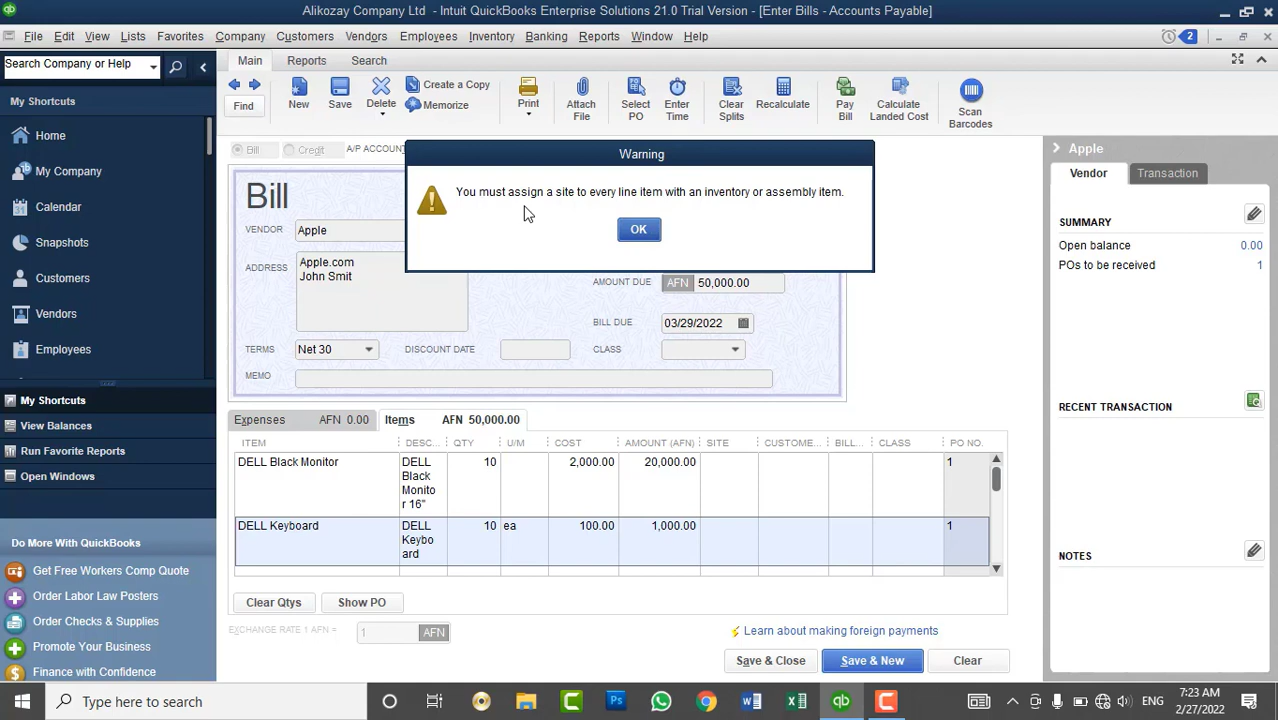 Alikozay Company Ltd - Intuit QuickBooks Enterprise Solutions 21.0 Trial Version - [Enter Bills - Accounts Payable]
File Edit View Lists Favorites Company Customers Vendors Employees Inventory Banking Reports Window Help 2
Search Company or Help
Main Reports Search
My Shortcuts
Home
My Company
Calendar
Snapshots
Customers
Vendors
Employees
My Shortcuts
View Balances
Run Favorite Reports
Open Windows
Do More With QuickBooks
Get Free Workers Comp Quote
Order Labor Law Posters
Order Checks & Supplies
Promote Your Business
Finance with Confidence
Find
New
Save
Delete
Create a Copy
Memorize
Print
Attach
File
Select
PO
Enter
Time
Clear
Splits
Recalculate
Pay
Bill
Calculate
Landed Cost
Scan
Barcodes
Bill Credit A/P ACCOUNT
Warning
You must assign a site to every line item with an inventory or assembly item.
OK
Bill
VENDOR Apple
ADDRESS Apple.com
John Smit
AMOUNT DUE AFN 50,000.00
BILL DUE 03/29/2022
TERMS Net 30 DISCOUNT DATE CLASS
MEMO
Expenses AFN 0.00 Items AFN 50,000.00
ITEM DESC... QTY U/M COST AMOUNT (AFN) SITE CUSTOME... BILL... CLASS PO NO.
DELL Black Monitor DELL 10 2,000.00 20,000.00 1
Black
Monito
r 16"
DELL Keyboard DELL 10 ea 100.00 1,000.00 1
Keybo
ard
Clear Qtys Show PO
EXCHANGE RATE 1 AFN = 1 AFN
Learn about making foreign payments
Save & Close Save & New Clear
Apple
Vendor Transaction
SUMMARY
Open balance 0.00
POs to be received 1
RECENT TRANSACTION
NOTES
Type here to search
Ps
ENG
7:23 AM
2/27/2022